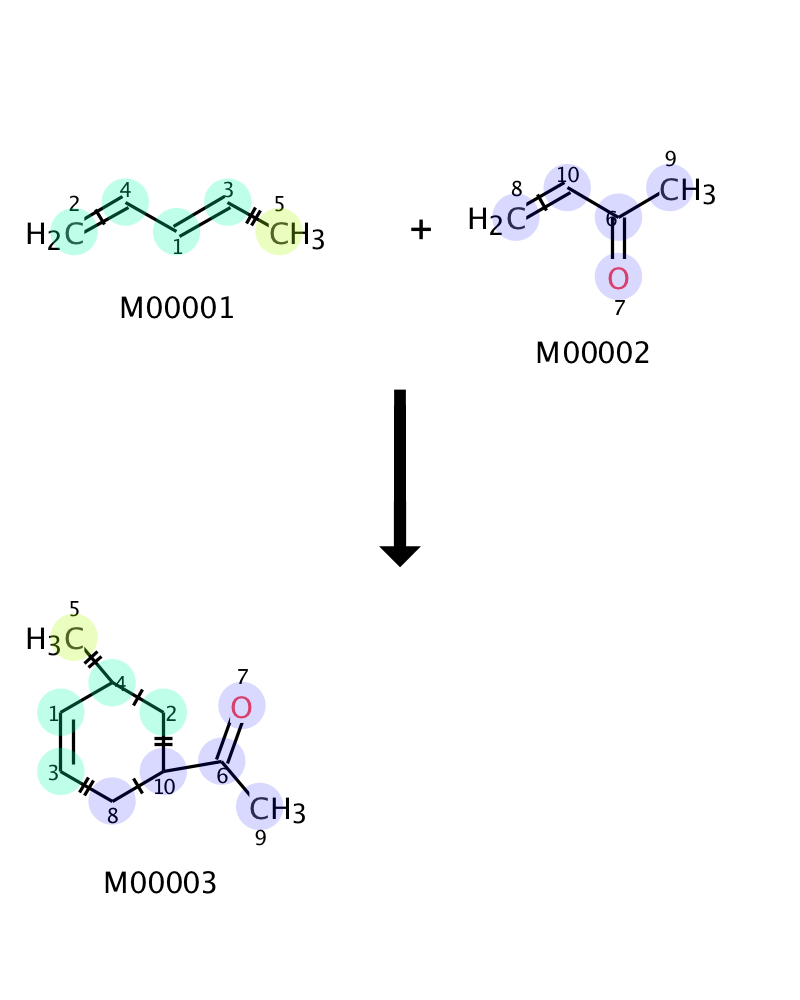 2 4 3 5
H2C 1 CH3
M00001
+
8 10 9
H2C 6 CH3
O
7
M00002
5
H3C
4 7
1 2 O
3 10 6
8 CH3
9
M00003